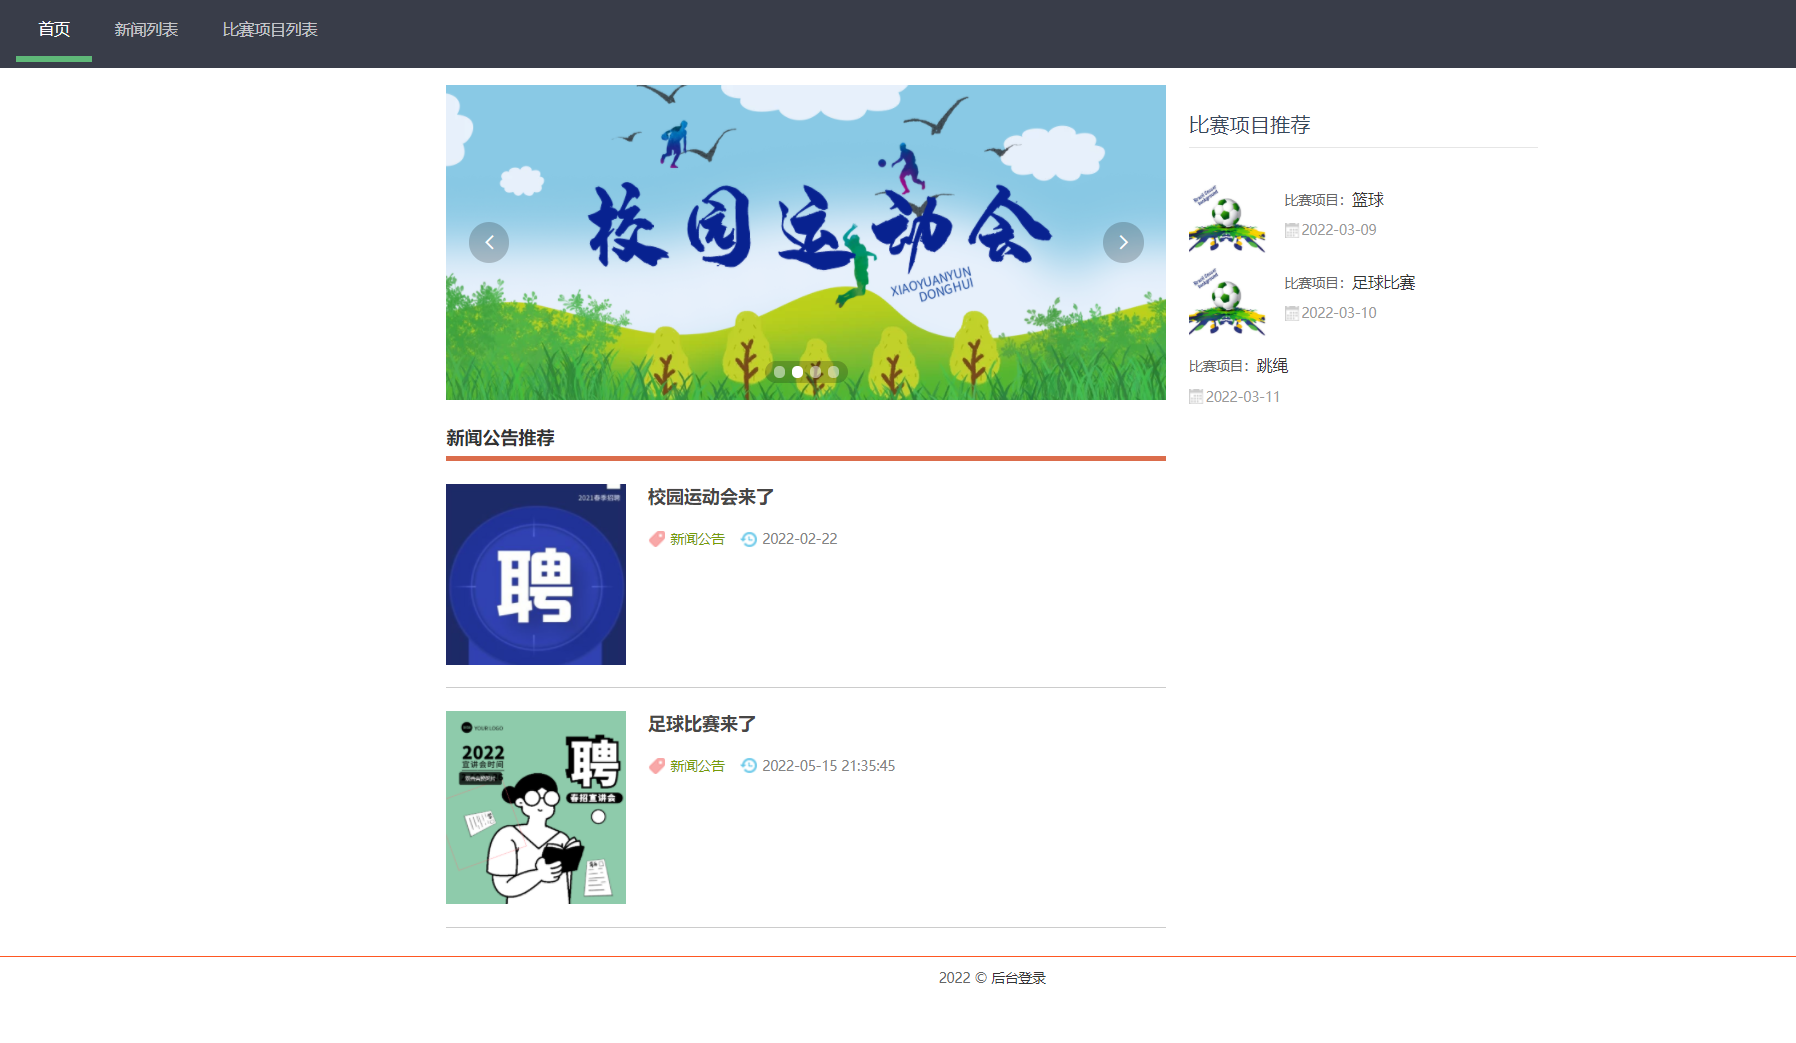 首页
新闻列表
比赛项目列表
校园运动会
XIAOYUANYUN
DONGHUI
比赛项目推荐
比赛项目：篮球
2022-03-09
比赛项目：足球比赛
2022-03-10
比赛项目：跳绳
2022-03-11
新闻公告推荐
2021春季招聘
聘
校园运动会来了
新闻公告 2022-02-22
YOUR LOGO
2022
宣讲会时间
聘
春招宣讲会
足球比赛来了
新闻公告 2022-05-15 21:35:45
2022 © 后台登录